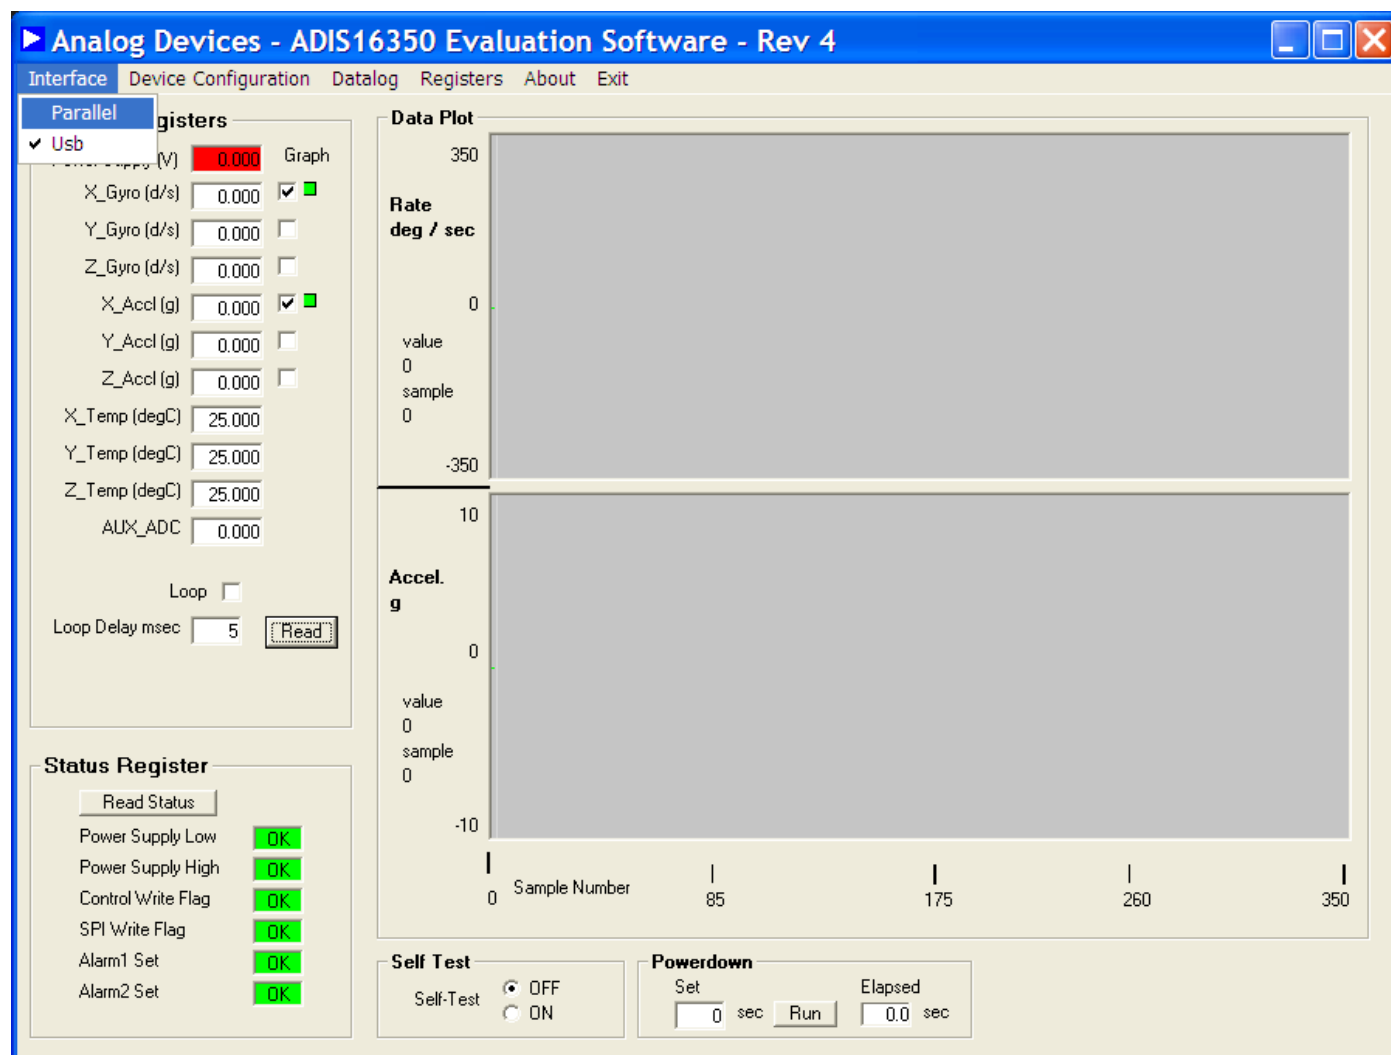 Analog Devices - ADIS16350 Evaluation Software - Rev 4
Interface Device Configuration Datalog Registers About Exit
Parallel
Usb
gisters
(V) 0.000 Graph
X_Gyro (d/s) 0.000
Y_Gyro (d/s) 0.000
Z_Gyro (d/s) 0.000
X_Accl (g) 0.000
Y_Accl (g) 0.000
Z_Accl (g) 0.000
X_Temp (degC) 25.000
Y_Temp (degC) 25.000
Z_Temp (degC) 25.000
AUX_ADC 0.000
Loop
Loop Delay msec 5 Read
Status Register
Read Status
Power Supply Low OK
Power Supply High OK
Control Write Flag OK
SPI Write Flag OK
Alarm1 Set OK
Alarm2 Set OK
Data Plot
350
Rate
deg / sec
0
value
0
sample
0
-350
10
Accel.
g
0
value
0
sample
0
-10
0 Sample Number 85 175 260 350
Self Test
Self-Test OFF
ON
Powerdown
Set Elapsed
0 sec Run 0.0 sec